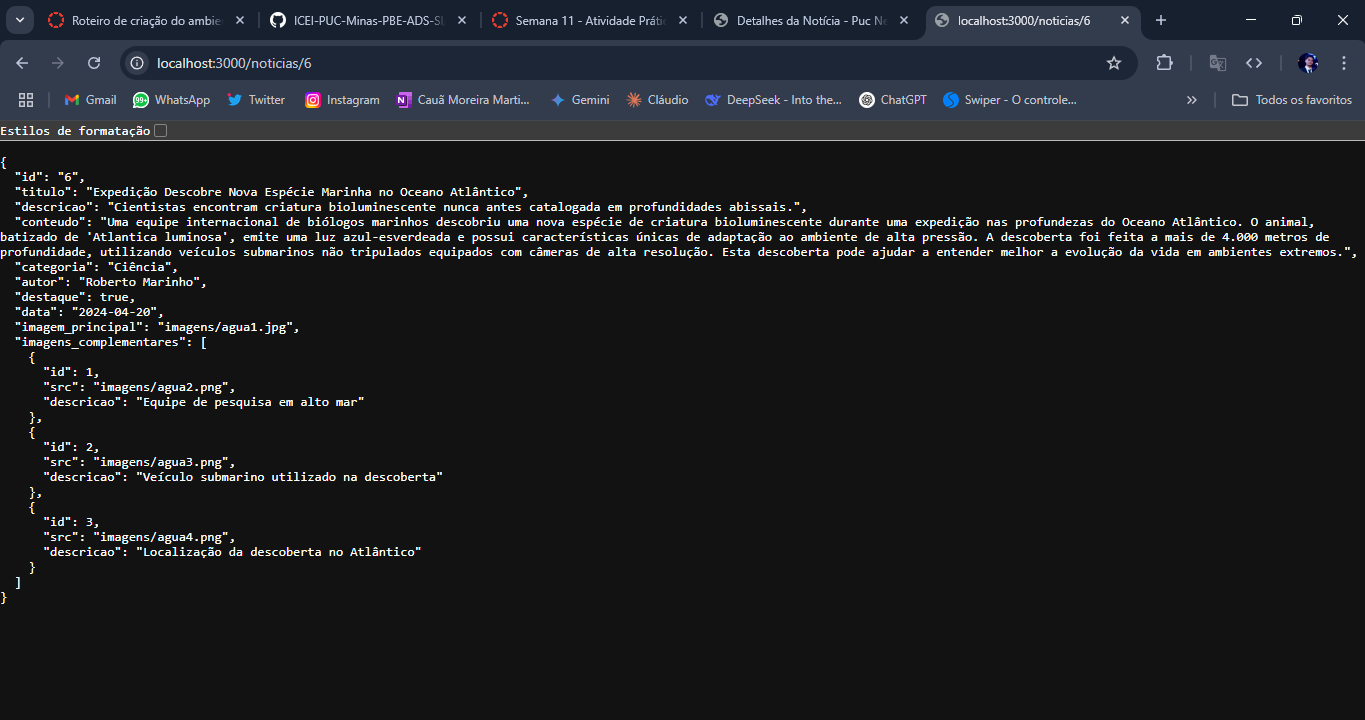 Roteiro de criação do ambie
ICEI-PUC-Minas-PBE-ADS-SL
Semana 11 - Atividade Prátic
Detalhes da Notícia - Puc Ne
localhost:3000/noticias/6
localhost:3000/noticias/6
Gmail
99+
WhatsApp
Twitter
Instagram
N
Cauã Moreira Marti...
Gemini
Cláudio
DeepSeek - Into the...
ChatGPT
Swiper - O controle...
Todos os favoritos
Estilos de formatação
{
"id": "6",
"titulo": "Expedição Descobre Nova Espécie Marinha no Oceano Atlântico",
"descricao": "Cientistas encontram criatura bioluminescente nunca antes catalogada em profundidades abissais.",
"conteudo": "Uma equipe internacional de biólogos marinhos descobriu uma nova espécie de criatura bioluminescente durante uma expedição nas profundezas do Oceano Atlântico. O animal,
batizado de 'Atlantica luminosa', emite uma luz azul-esverdeada e possui características únicas de adaptação ao ambiente de alta pressão. A descoberta foi feita a mais de 4.000 metros de
profundidade, utilizando veículos submarinos não tripulados equipados com câmeras de alta resolução. Esta descoberta pode ajudar a entender melhor a evolução da vida em ambientes extremos.",
"categoria": "Ciência",
"autor": "Roberto Marinho",
"destaque": true,
"data": "2024-04-20",
"imagem_principal": "imagens/agua1.jpg",
"imagens_complementares": [
{
"id": 1,
"src": "imagens/agua2.png",
"descricao": "Equipe de pesquisa em alto mar"
},
{
"id": 2,
"src": "imagens/agua3.png",
"descricao": "Veículo submarino utilizado na descoberta"
},
{
"id": 3,
"src": "imagens/agua4.png",
"descricao": "Localização da descoberta no Atlântico"
}
]
}